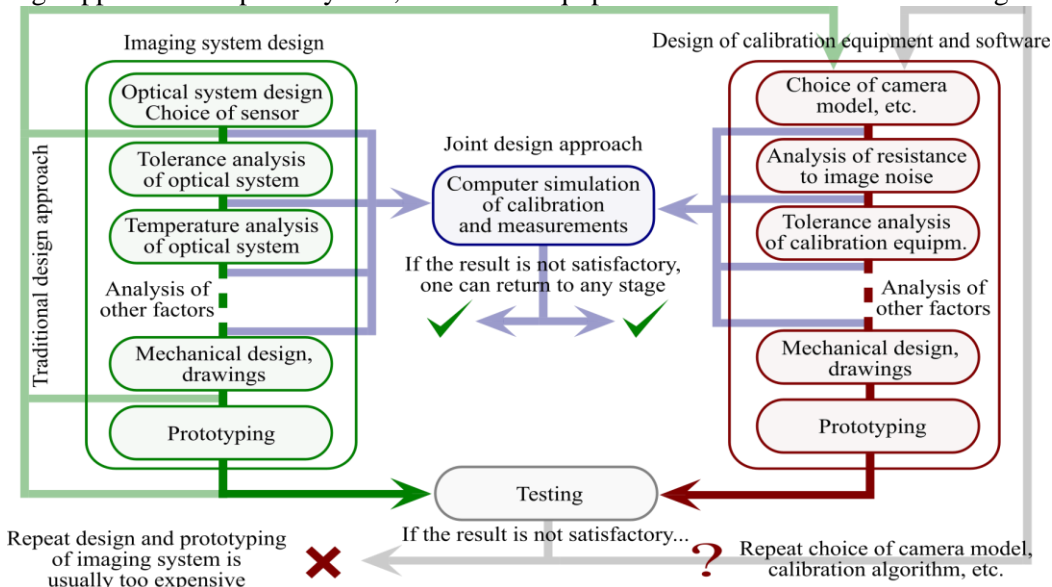 Imaging system design
Optical system design
Choice of sensor
Tolerance analysis
of optical system
Temperature analysis
of optical system
Analysis of
other factors
Mechanical design,
drawings
Prototyping
Traditional design approach
Joint design approach
Computer simulation
of calibration
and measurements
If the result is not satisfactory,
one can return to any stage
Design of calibration equipment and software
Choice of camera
model, etc.
Analysis of resistance
to image noise
Tolerance analysis
of calibration equipm.
Analysis of
other factors
Mechanical design,
drawings
Prototyping
Testing
If the result is not satisfactory...
Repeat design and prototyping
of imaging system is
usually too expensive
?
Repeat choice of camera model,
calibration algorithm, etc.